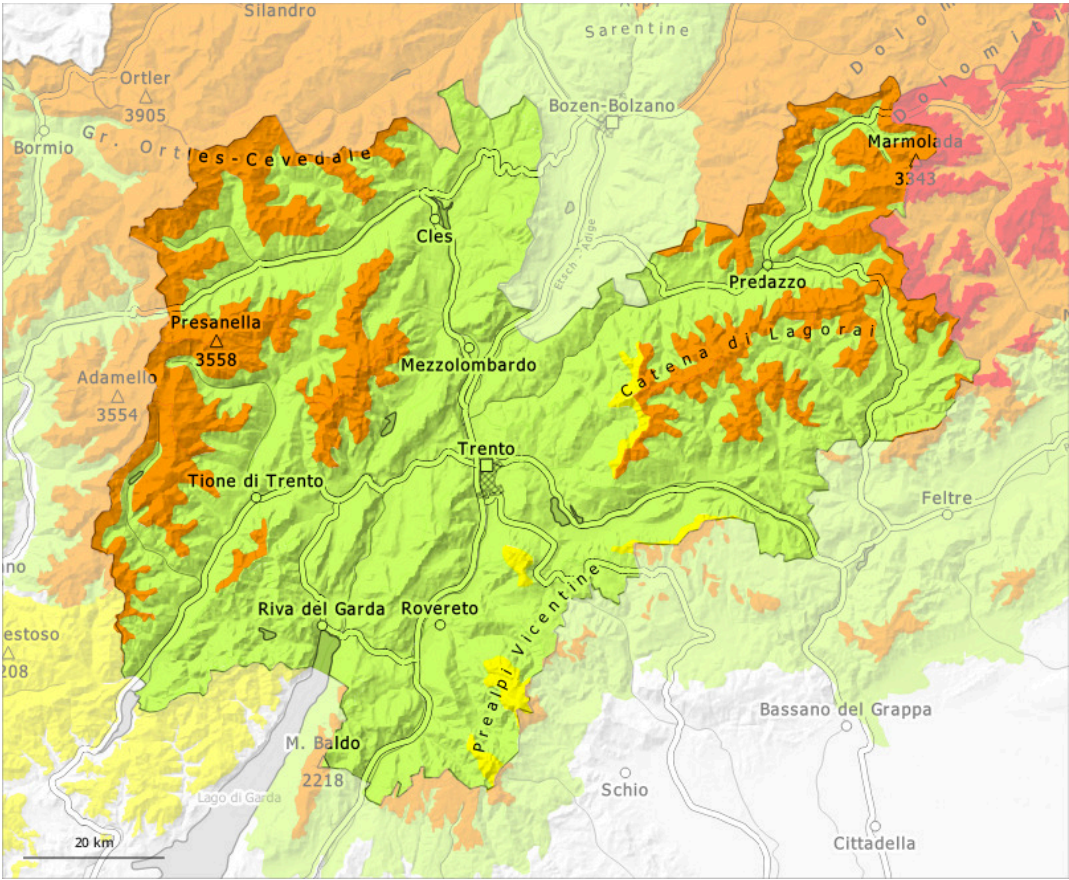 Silandro
Alpi
Sarentine
Dolomiti
Ortler
3905
Bozen-Bolzano
Bormio
Gr. Ortles-Cevedale
Marmolada
3343
Cles
Etsch - Adige
Predazzo
Presanella
3558
Catena di Lagorai
Mezzolombardo
Adamello
3554
Trento
Tione di Trento
Feltre
Riva del Garda
Rovereto
Prealpi Vicentine
Bassano del Grappa
M. Baldo
2218
Lago di Garda
Schio
20 km
Cittadella